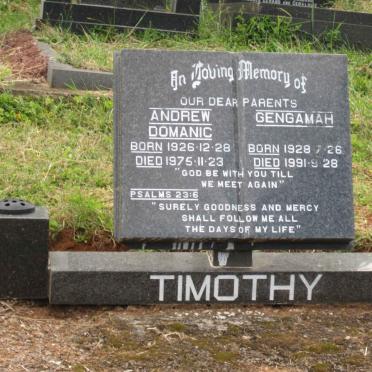 In Loving Memory of
OUR DEAR PARENTS
ANDREW DOMANIC
BORN 1926·12·28
DIED 1975·11·23
GENGAMAH
BORN 1928·7·26
DIED 1991·9·28
"GOD BE WITH YOU TILL
WE MEET AGAIN"
PSALMS 23:6
"SURELY GOODNESS AND MERCY
SHALL FOLLOW ME ALL
THE DAYS OF MY LIFE"
TIMOTHY